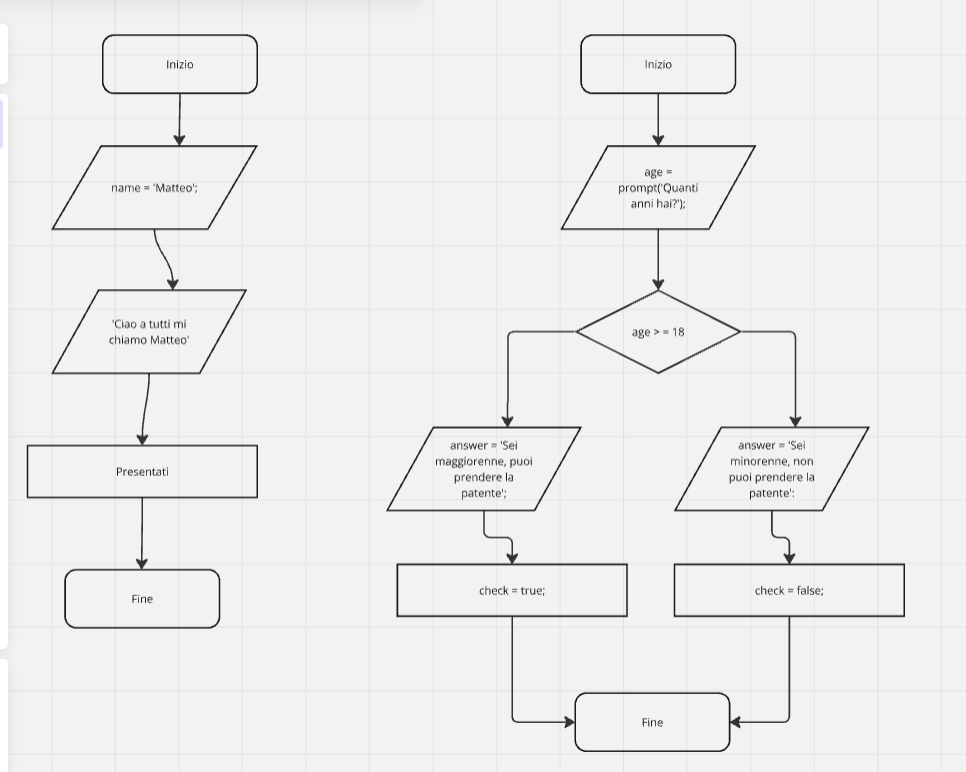 Inizio
name = 'Matteo';
'Ciao a tutti mi
chiamo Matteo'
Presentati
Fine
Inizio
age =
prompt('Quanti
anni hai?');
age > = 18
answer = 'Sei
maggiorenne, puoi
prendere la
patente';
answer = 'Sei
minorenne, non
puoi prendere la
patente':
check = true;
check = false;
Fine